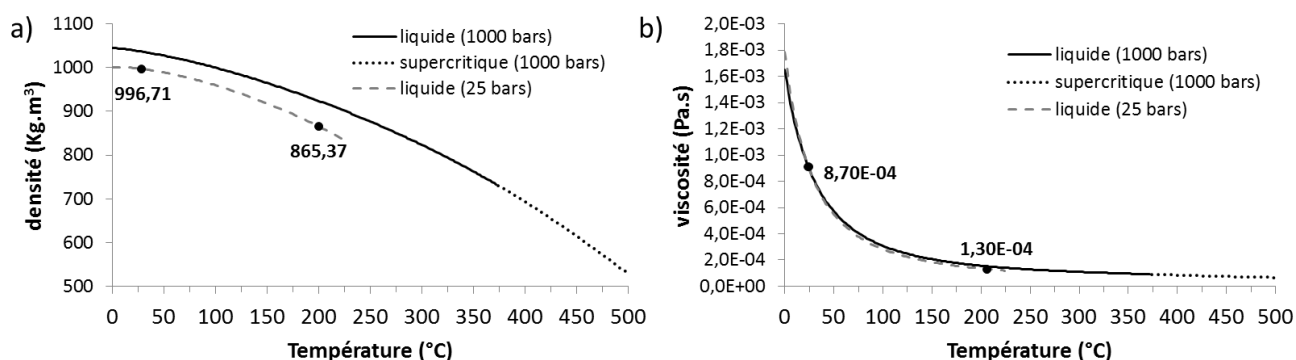 a)
densité (Kg.m³)
1100
1000
900
800
700
600
500
liquide (1000 bars)
supercritique (1000 bars)
liquide (25 bars)
996,71
865,37
0 50 100 150 200 250 300 350 400 450 500
Température (°C)
b)
viscosité (Pa.s)
2,0E-03
1,8E-03
1,6E-03
1,4E-03
1,2E-03
1,0E-03
8,0E-04
6,0E-04
4,0E-04
2,0E-04
0,0E+00
liquide (1000 bars)
supercritique (1000 bars)
liquide (25 bars)
8,70E-04
1,30E-04
0 50 100 150 200 250 300 350 400 450 500
Température (°C)